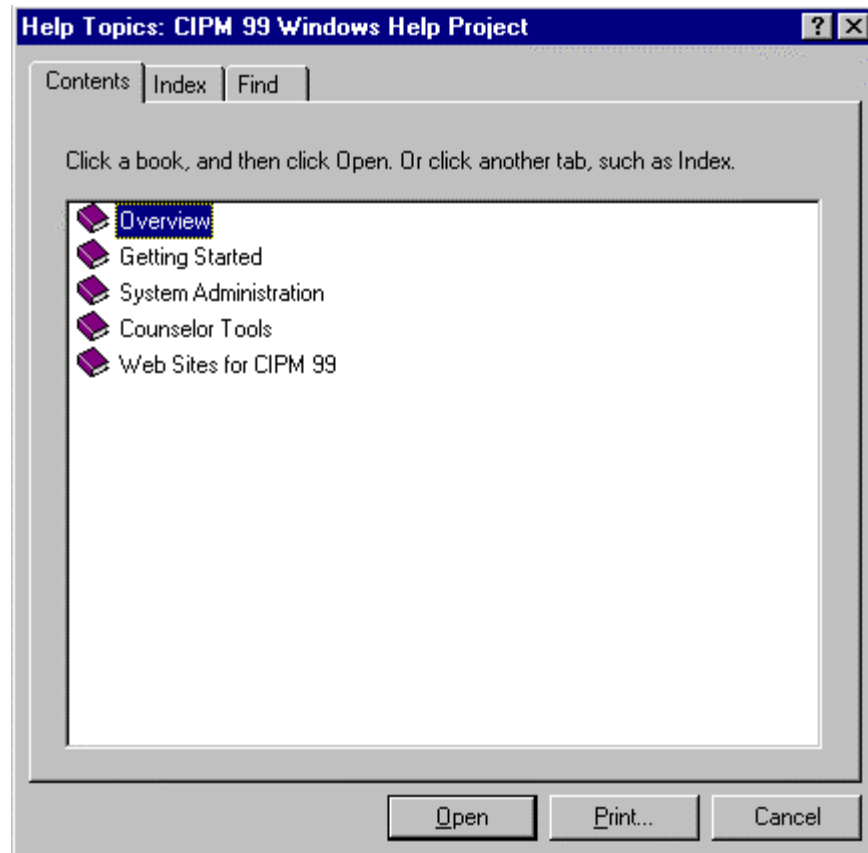 Help Topics: CIPM 99 Windows Help Project
Contents Index Find
Click a book, and then click Open. Or click another tab, such as Index.
Overview
Getting Started
System Administration
Counselor Tools
Web Sites for CIPM 99
Open Print... Cancel